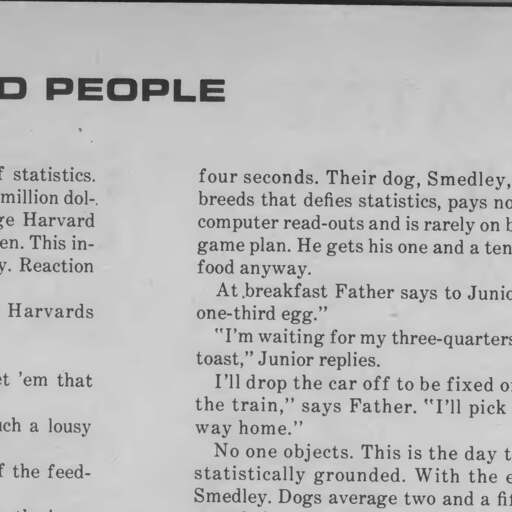 D PEOPLE
f statistics.
million dol-
ge Harvard
en. This in-
y. Reaction
Harvards
et 'em that
ch a lousy
f the feed-
four seconds. Their dog, Smedley,
breeds that defies statistics, pays no
computer read-outs and is rarely on b
game plan. He gets his one and a ten
food anyway.
At breakfast Father says to Junio
one-third egg."
"I'm waiting for my three-quarters
toast," Junior replies.
I'll drop the car off to be fixed o
the train," says Father. "I'll pick
way home."
No one objects. This is the day t
statistically grounded. With the e
Smedley. Dogs average two and a fif